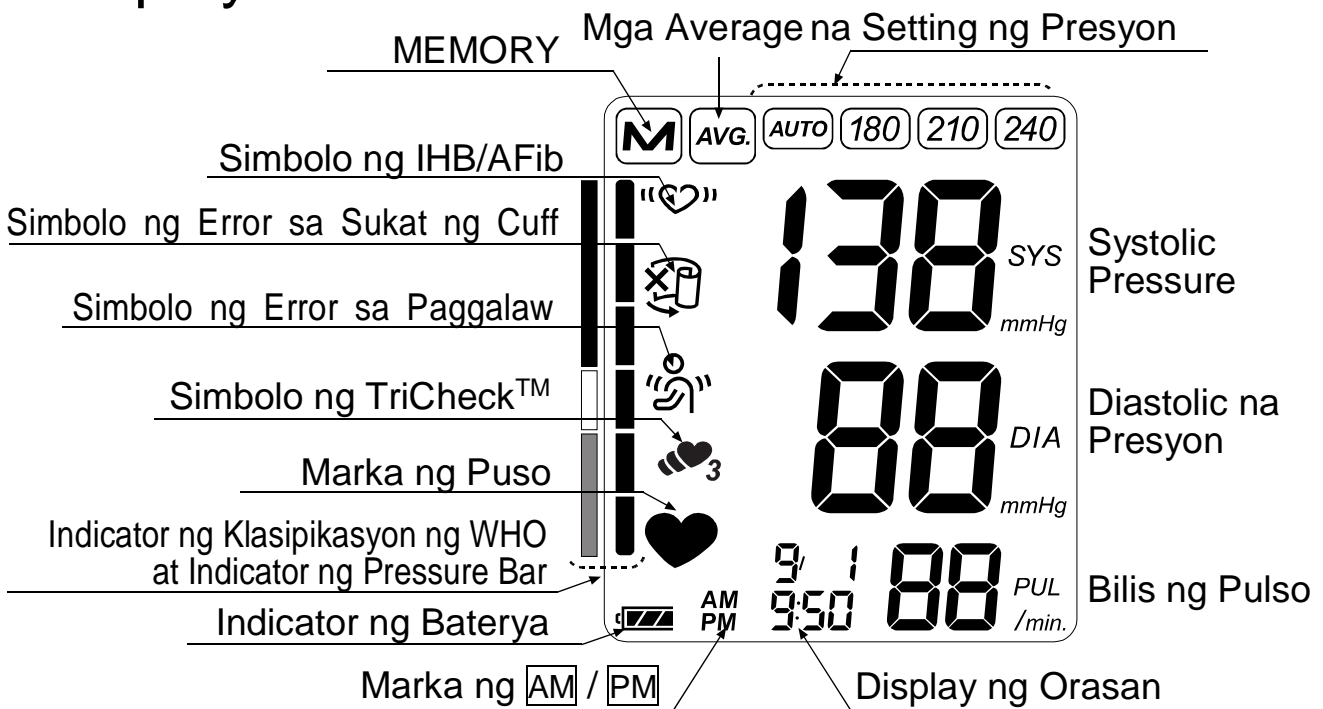 Mga Average na Setting ng Presyon
MEMORY
M AVG. AUTO 180 210 240
Simbolo ng IHB/AFib
Simbolo ng Error sa Sukat ng Cuff
138 SYS mmHg
Systolic
Pressure
Simbolo ng Error sa Paggalaw
Simbolo ng TriCheck™
3
88 DIA mmHg
Diastolic na
Presyon
Marka ng Puso
Indicator ng Klasipikasyon ng WHO
at Indicator ng Pressure Bar
9/ 1
AM
PM
9:50
88 PUL
/min.
Bilis ng Pulso
Indicator ng Baterya
Marka ng AM / PM
Display ng Orasan